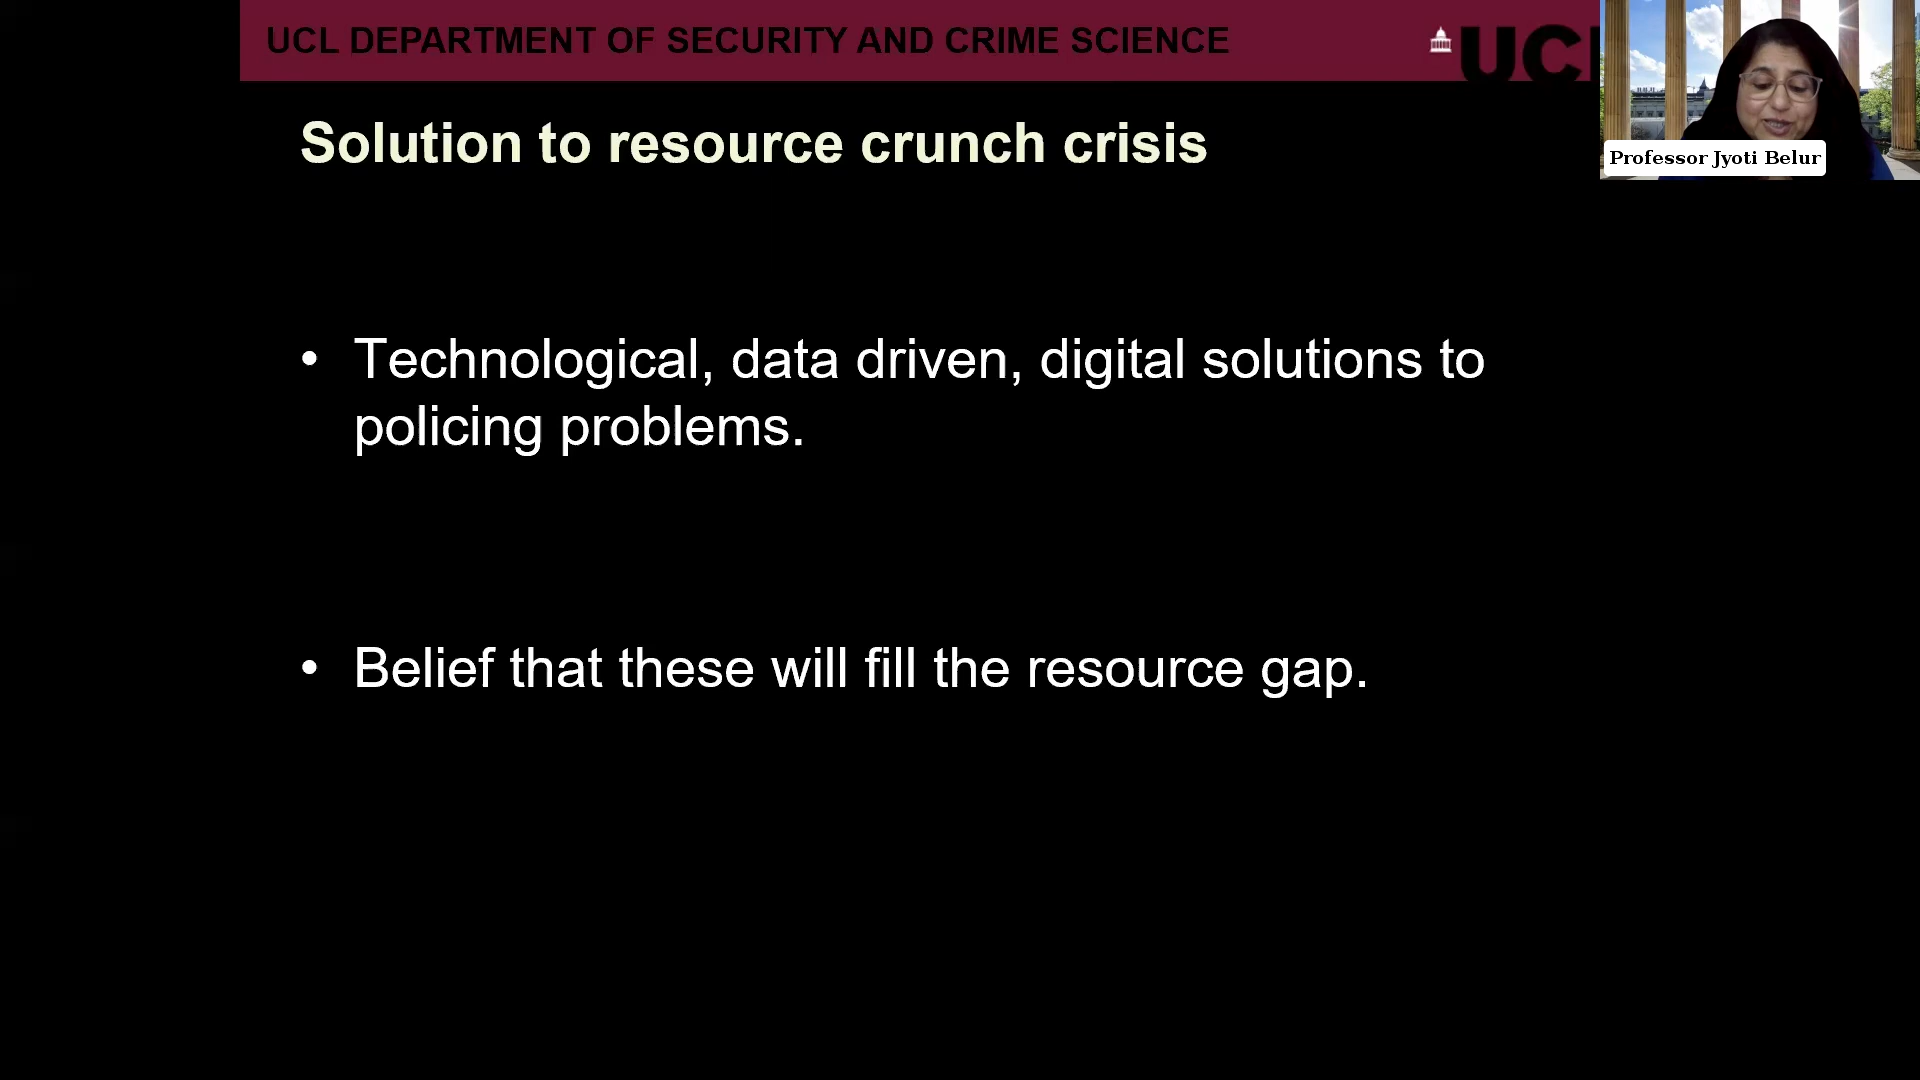 UCL DEPARTMENT OF SECURITY AND CRIME SCIENCE
UCL
Professor Jyoti Belur
Solution to resource crunch crisis
• Technological, data driven, digital solutions to
policing problems.
• Belief that these will fill the resource gap.